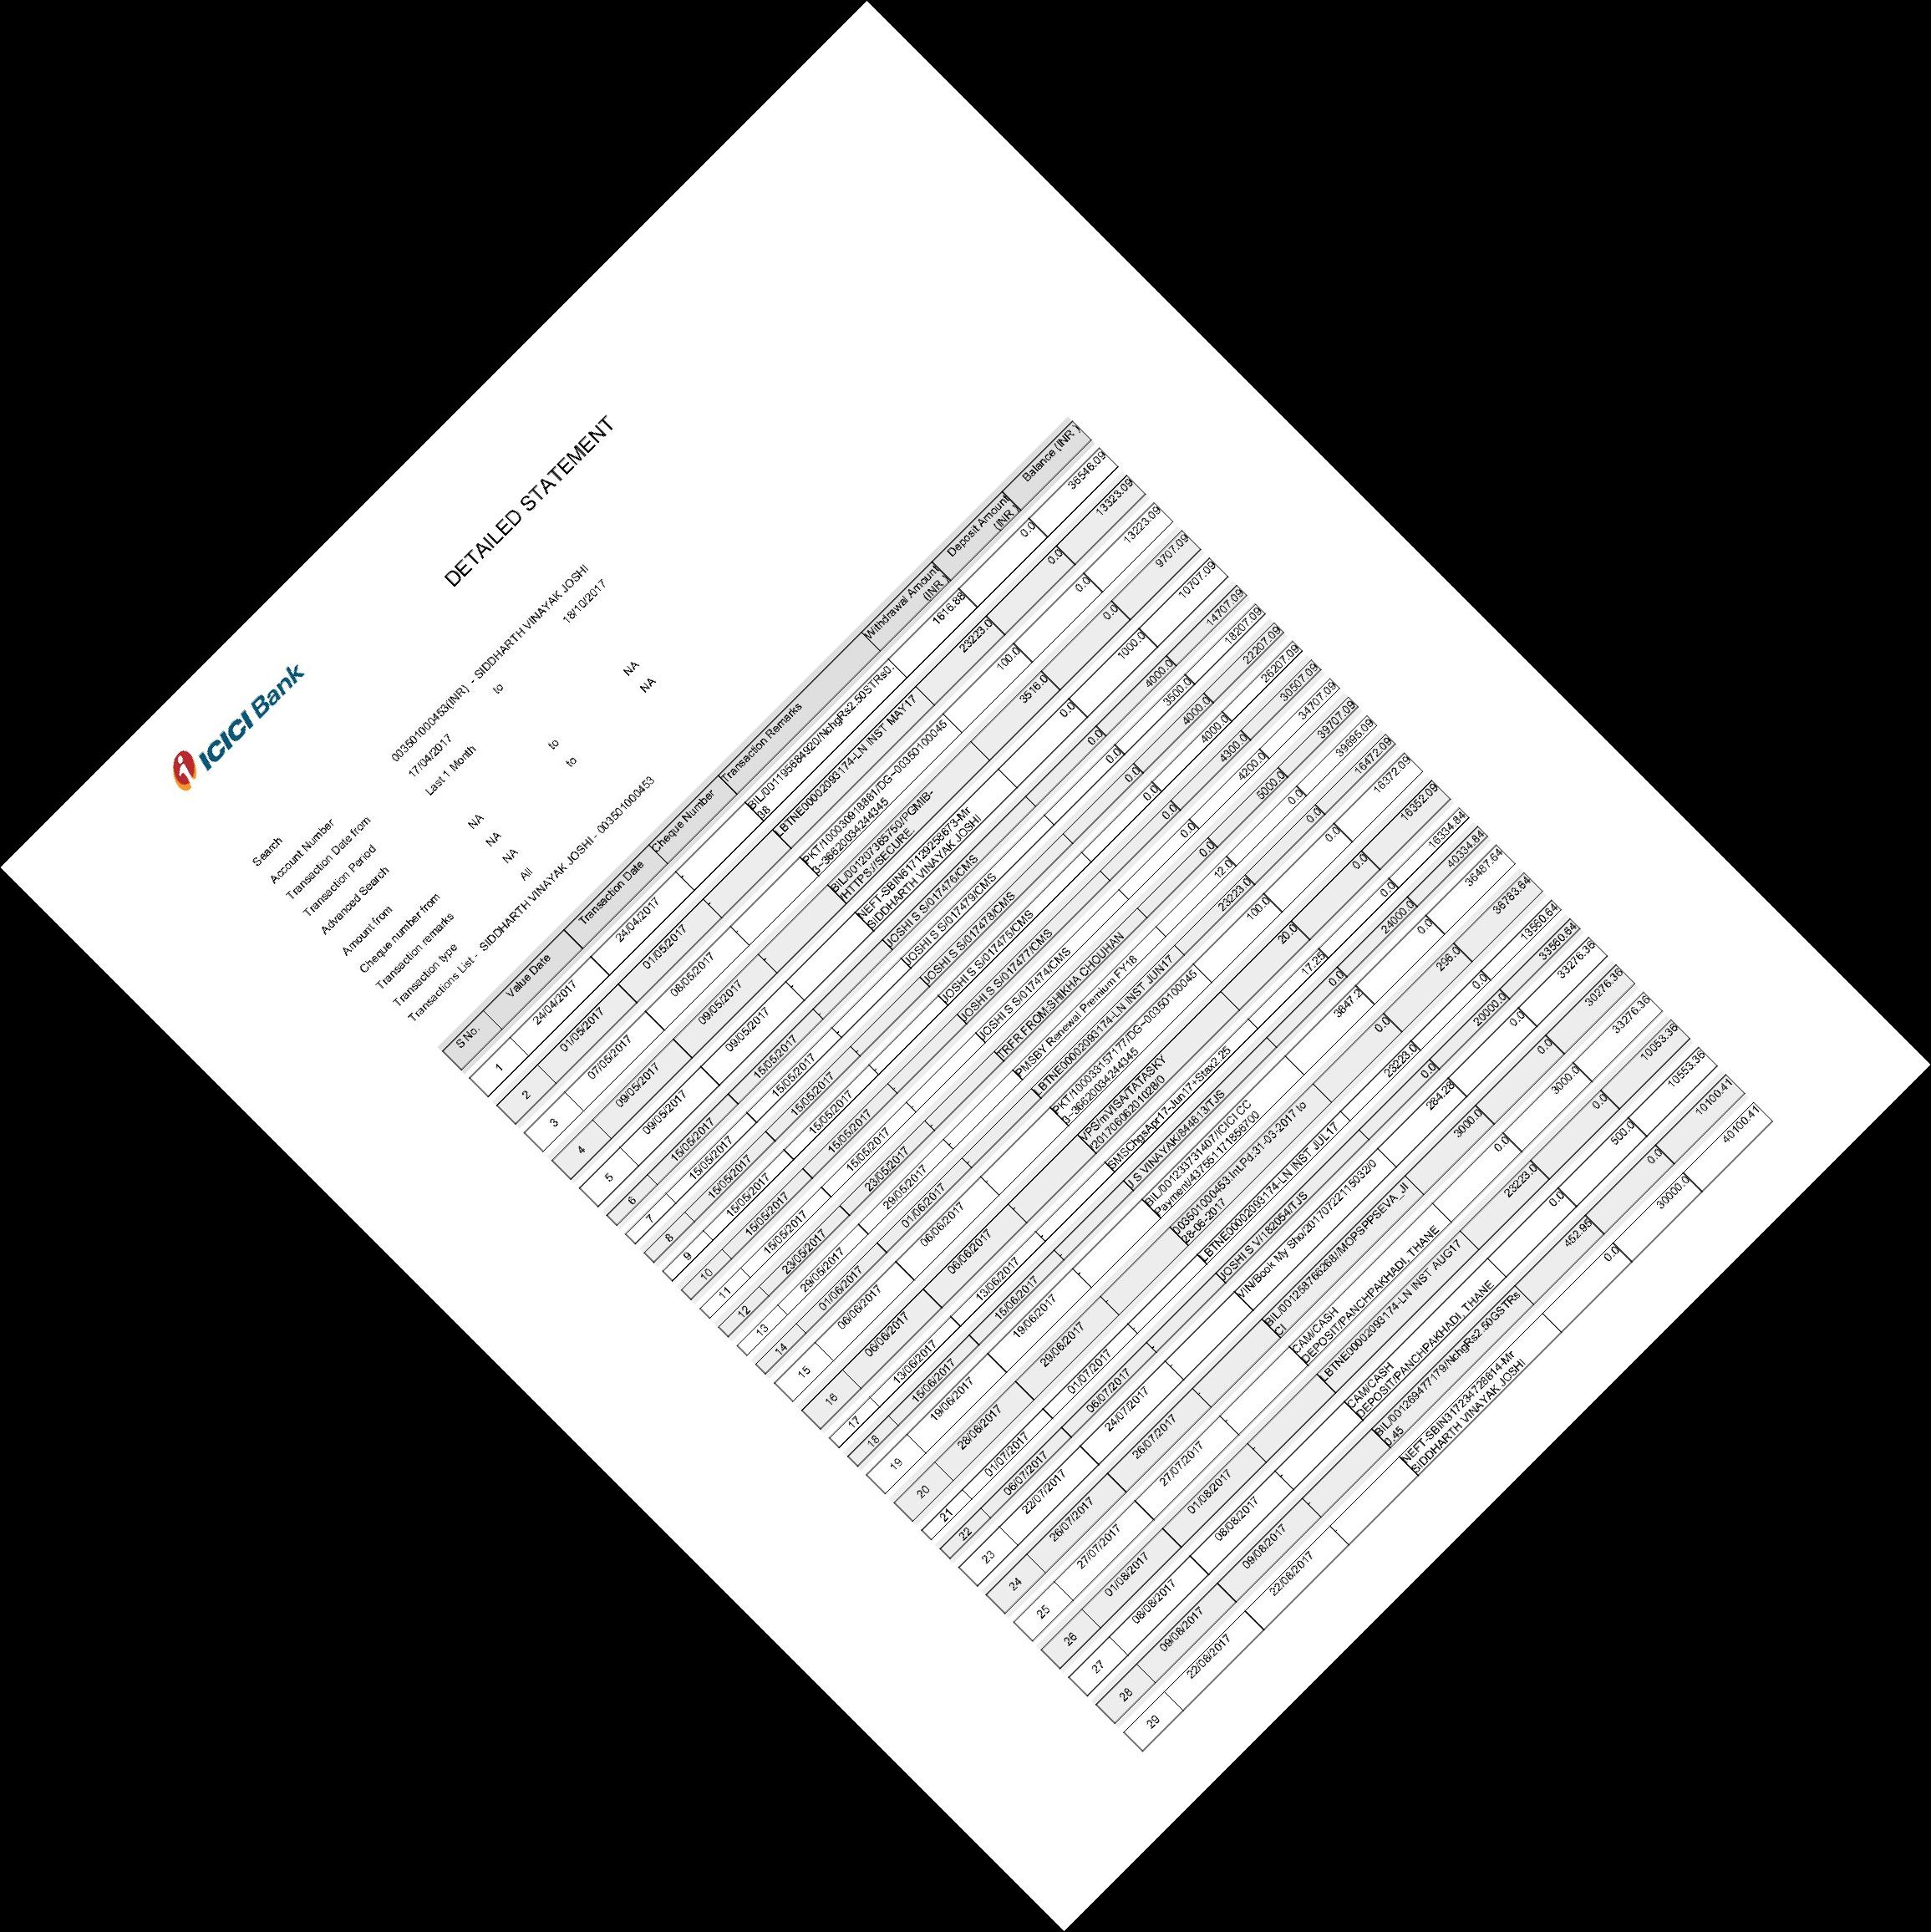 ICICI Bank
DETAILED STATEMENT
Search
Account Number 003501000453(INR) - SIDDHARTH VINAYAK JOSHI
Transaction Date from 17/04/2017 to 18/10/2017
Transaction Period Last 1 Month
Advanced Search
Amount from NA to NA
Cheque number from NA to NA
Transaction remarks NA
Transaction type All
Transactions List - SIDDHARTH VINAYAK JOSHI - 003501000453
S No. Value Date Transaction Date Cheque Number Transaction Remarks Withdrawal Amount (INR ) Deposit Amount (INR ) Balance (INR )
1 24/04/2017 24/04/2017 - BIL/001195684920/NchgRs2.50STRs0. 1616.88 0.0 36546.09
38
2 01/05/2017 01/05/2017 - LBTNE00002093174-LN INST MAY17 23223.0 0.0 13323.09
3 07/05/2017 08/05/2017 - PKT/100030918881/DG~00350100045 100.0 0.0 13223.09
3~36620034244345
4 09/05/2017 09/05/2017 - BIL/001207365750/PGMIB- 3516.0 0.0 9707.09
HTTPS://SECURE.
5 09/05/2017 09/05/2017 - NEFT-SBIN617129258673-Mr 0.0 1000.0 10707.09
SIDDHARTH VINAYAK JOSHI
6 15/05/2017 15/05/2017 - JOSHI S S/017476/CMS 0.0 4000.0 14707.09
7 15/05/2017 15/05/2017 - JOSHI S S/017479/CMS 0.0 3500.0 18207.09
8 15/05/2017 15/05/2017 - JOSHI S S/017478/CMS 0.0 4000.0 22207.09
9 15/05/2017 15/05/2017 - JOSHI S S/017475/CMS 0.0 4000.0 26207.09
10 15/05/2017 15/05/2017 - JOSHI S S/017477/CMS 0.0 4300.0 30507.09
11 15/05/2017 15/05/2017 - JOSHI S S/017474/CMS 0.0 4200.0 34707.09
12 23/05/2017 23/05/2017 - TRFR FROM:SHIKHA CHOUHAN 0.0 5000.0 39707.09
13 29/05/2017 29/05/2017 - PMSBY Renewal Premium FY18 12.0 0.0 39695.09
14 01/06/2017 01/06/2017 - LBTNE00002093174-LN INST JUN17 23223.0 0.0 16472.09
15 06/06/2017 06/06/2017 - PKT/100033157177/DG~00350100045 100.0 0.0 16372.09
3~36620034244345
16 06/06/2017 06/06/2017 - VPS/mVISA/TATASKY 20.0 0.0 16352.09
/20170606201028/0
17 13/06/2017 13/06/2017 - SMSChgsApr17-Jun17+Stax2.25 17.25 0.0 16334.84
18 15/06/2017 15/06/2017 - J S VINAYAK/844813/TJS 0.0 24000.0 40334.84
19 19/06/2017 19/06/2017 - BIL/001233731407/ICICI CC 3847.2 0.0 36487.64
Payment/4375511771856700
20 28/06/2017 29/06/2017 - 003501000453:Int.Pd:31-03-2017 to 0.0 296.0 36783.64
28-06-2017
21 01/07/2017 01/07/2017 - LBTNE00002093174-LN INST JUL17 23223.0 0.0 13560.64
22 06/07/2017 06/07/2017 - JOSHI S V/182054/TJS 0.0 20000.0 33560.64
23 22/07/2017 24/07/2017 - VIN/Book My Sho/20170722115032/0 284.28 0.0 33276.36
24 26/07/2017 26/07/2017 - BIL/001258766268//MOPSPPSEVA_JI 3000.0 0.0 30276.36
CI
25 27/07/2017 27/07/2017 - CAM/CASH 0.0 3000.0 33276.36
DEPOSIT/PANCHPAKHADI, THANE
26 01/08/2017 01/08/2017 - LBTNE00002093174-LN INST AUG17 23223.0 0.0 10053.36
27 08/08/2017 08/08/2017 - CAM/CASH 0.0 500.0 10553.36
DEPOSIT/PANCHPAKHADI, THANE
28 09/08/2017 09/08/2017 - BIL/001269477179/NchgRs2.50GSTRs 452.95 0.0 10100.41
0.45
29 22/08/2017 22/08/2017 - NEFT-SBIN317234728814-Mr 0.0 30000.0 40100.41
SIDDHARTH VINAYAK JOSHI